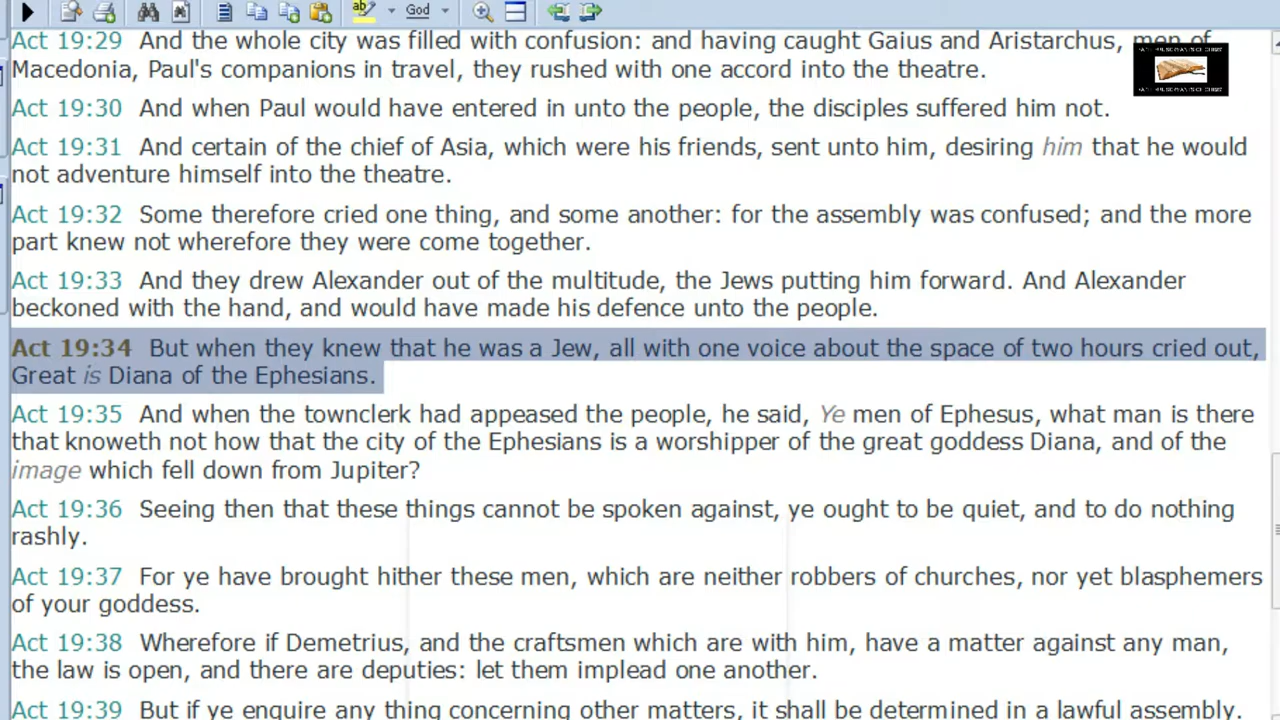 ab
God
Act 19:29 And the whole city was filled with confusion: and having caught Gaius and Aristarchus, men of
Macedonia, Paul's companions in travel, they rushed with one accord into the theatre.
Act 19:30 And when Paul would have entered in unto the people, the disciples suffered him not.
Act 19:31 And certain of the chief of Asia, which were his friends, sent unto him, desiring him that he would
not adventure himself into the theatre.
Act 19:32 Some therefore cried one thing, and some another: for the assembly was confused; and the more
part knew not wherefore they were come together.
Act 19:33 And they drew Alexander out of the multitude, the Jews putting him forward. And Alexander
beckoned with the hand, and would have made his defence unto the people.
Act 19:34 But when they knew that he was a Jew, all with one voice about the space of two hours cried out,
Great is Diana of the Ephesians.
Act 19:35 And when the townclerk had appeased the people, he said, Ye men of Ephesus, what man is there
that knoweth not how that the city of the Ephesians is a worshipper of the great goddess Diana, and of the
image which fell down from Jupiter?
Act 19:36 Seeing then that these things cannot be spoken against, ye ought to be quiet, and to do nothing
rashly.
Act 19:37 For ye have brought hither these men, which are neither robbers of churches, nor yet blasphemers
of your goddess.
Act 19:38 Wherefore if Demetrius, and the craftsmen which are with him, have a matter against any man,
the law is open, and there are deputies: let them implead one another.
Act 19:39 But if ye enquire any thing concerning other matters, it shall be determined in a lawful assembly.